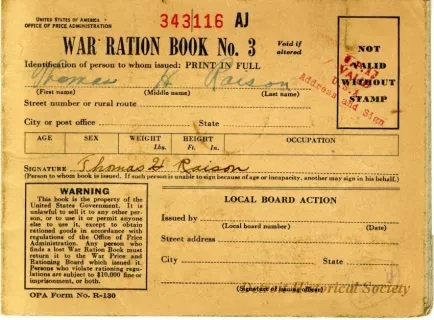 UNITED STATES OF AMERICA
OFFICE OF PRICE ADMINISTRATION
343116 AJ
WAR RATION BOOK No. 3
Void if
altered
NOT
VALID
WITHOUT
STAMP
VALID
U.S.A.
Address and Sign
Identification of person to whom issued: PRINT IN FULL
Thomas H Raison
(First name) (Middle name) (Last name)
Street number or rural route
City or post office State
AGE SEX WEIGHT HEIGHT OCCUPATION
Lbs. Ft. In.
SIGNATURE Thomas H Raison
(Person to whom book is issued. If such person is unable to sign because of age or incapacity, another may sign in his behalf.)
WARNING
This book is the property of the
United States Government. It is
unlawful to sell it to any other per-
son, or to use it or permit anyone
else to use it, except to obtain
rationed goods in accordance with
regulations of the Office of Price
Administration. Any person who
finds a lost War Ration Book must
return it to the War Price and
Rationing Board which issued it.
Persons who violate rationing regu-
lations are subject to $10,000 fine or
imprisonment, or both.
LOCAL BOARD ACTION
Issued by
(Local board number) (Date)
Street address
City State
(Signature of issuing officer)
Detroit Historical Society
OPA Form No. R-130